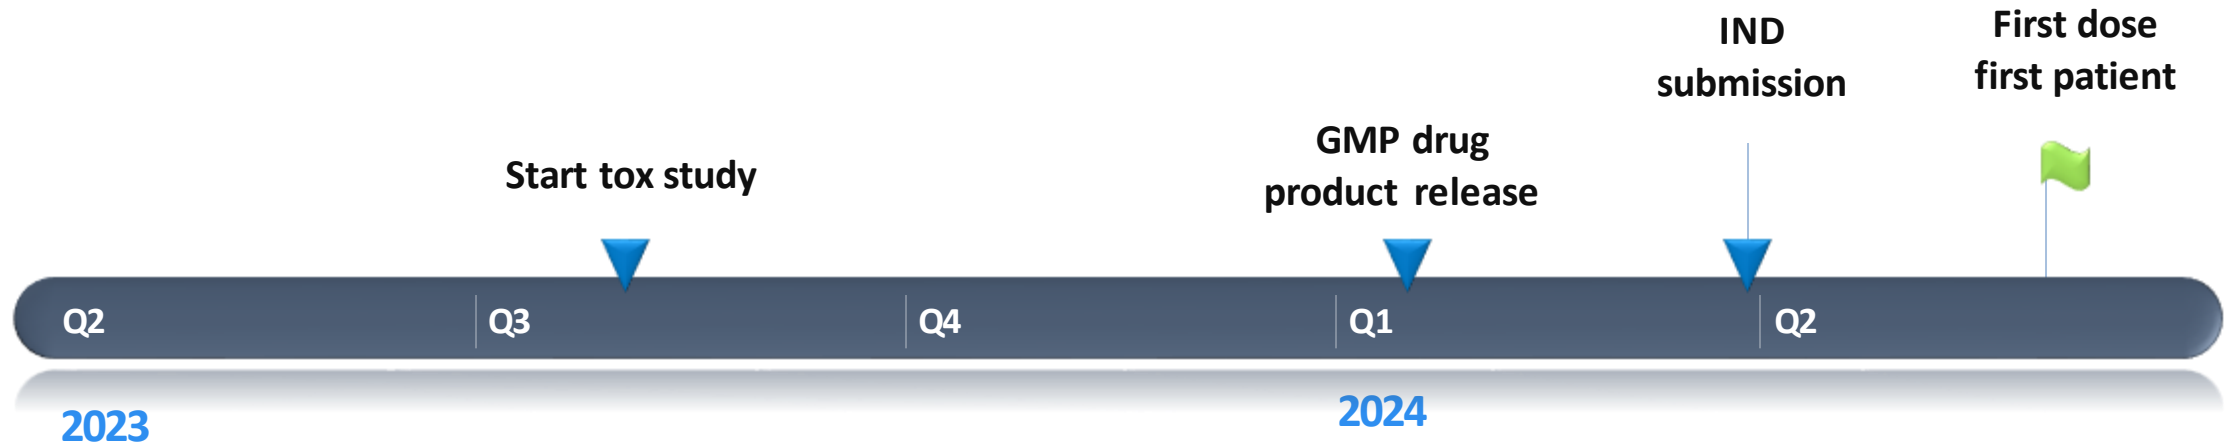 IND
submission
First dose
first patient
GMP drug
product release
Start tox study
Q2
Q3
Q4
Q1
Q2
2023
2024